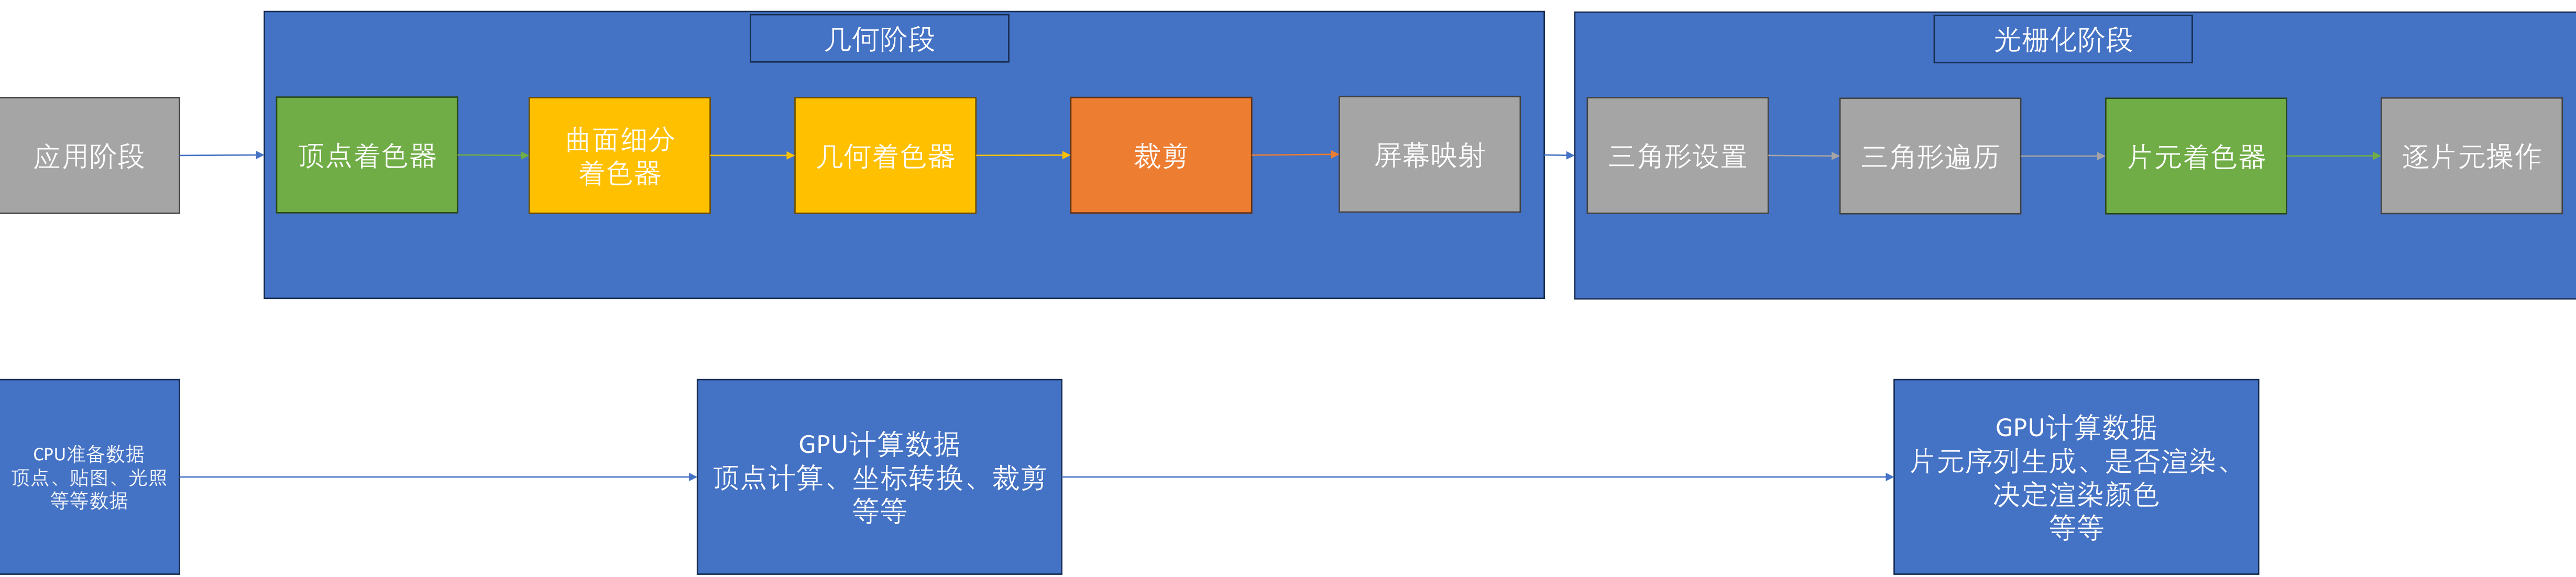 几何阶段
光栅化阶段
应用阶段
顶点着色器
曲面细分
着色器
几何着色器
裁剪
屏幕映射
三角形设置
三角形遍历
片元着色器
逐片元操作
CPU准备数据
顶点、贴图、光照
等等数据
GPU计算数据
顶点计算、坐标转换、裁剪
等等
GPU计算数据
片元序列生成、是否渲染、
决定渲染颜色
等等